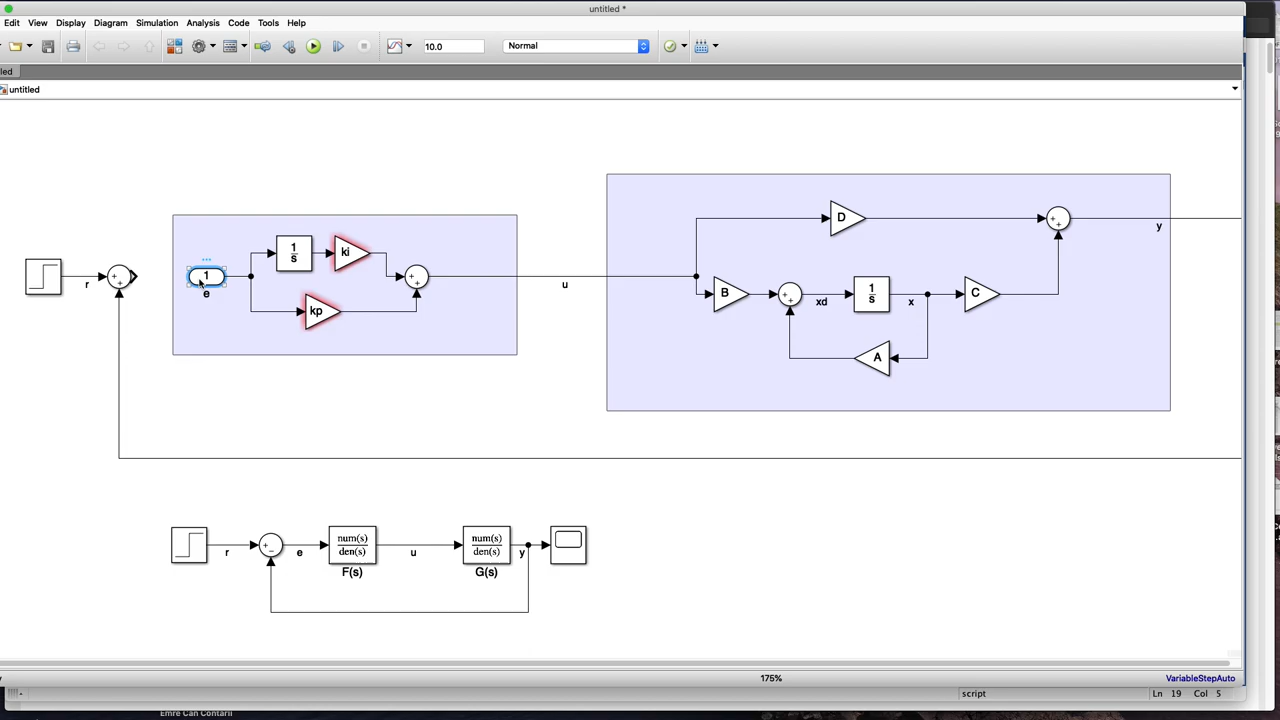 untitled *
Edit View Display Diagram Simulation Analysis Code Tools Help
10.0 Normal
led
untitled
D
y
1
s
ki
r
+
+
1
e
+
+
u
kp
+
+
B
+
+
xd
1
s
x
C
A
r
+
−
e
num(s)
den(s)
F(s)
u
num(s)
den(s)
G(s)
y
175% VariableStepAuto
script Ln 19 Col 5
Emre Can Contarli